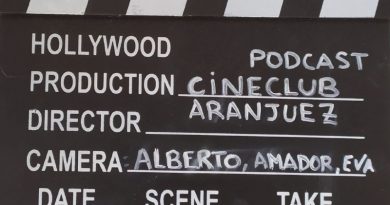 HOLLYWOOD PODCAST
PRODUCTION CiNECLUB
DIRECTOR ARANJUEZ
CAMERA ALBERTO, AMADOR, EVA
DATE SCENE TAKE